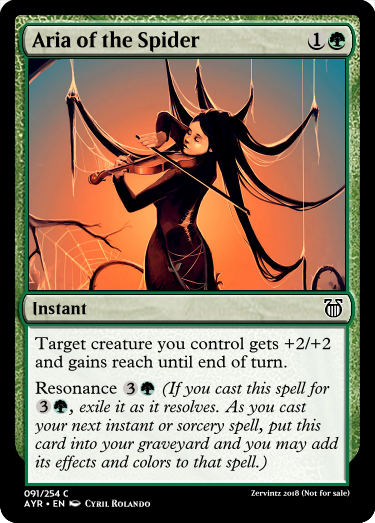 Aria of the Spider 1
Instant
Target creature you control gets +2/+2
and gains reach until end of turn.
Resonance 3 (If you cast this spell for
3, exile it as it resolves. As you cast
your next instant or sorcery spell, put this
card into your graveyard and you may add
its effects and colors to that spell.)
091/254 C
Zervintz 2018 (Not for sale)
AYR • EN Cyril Rolando